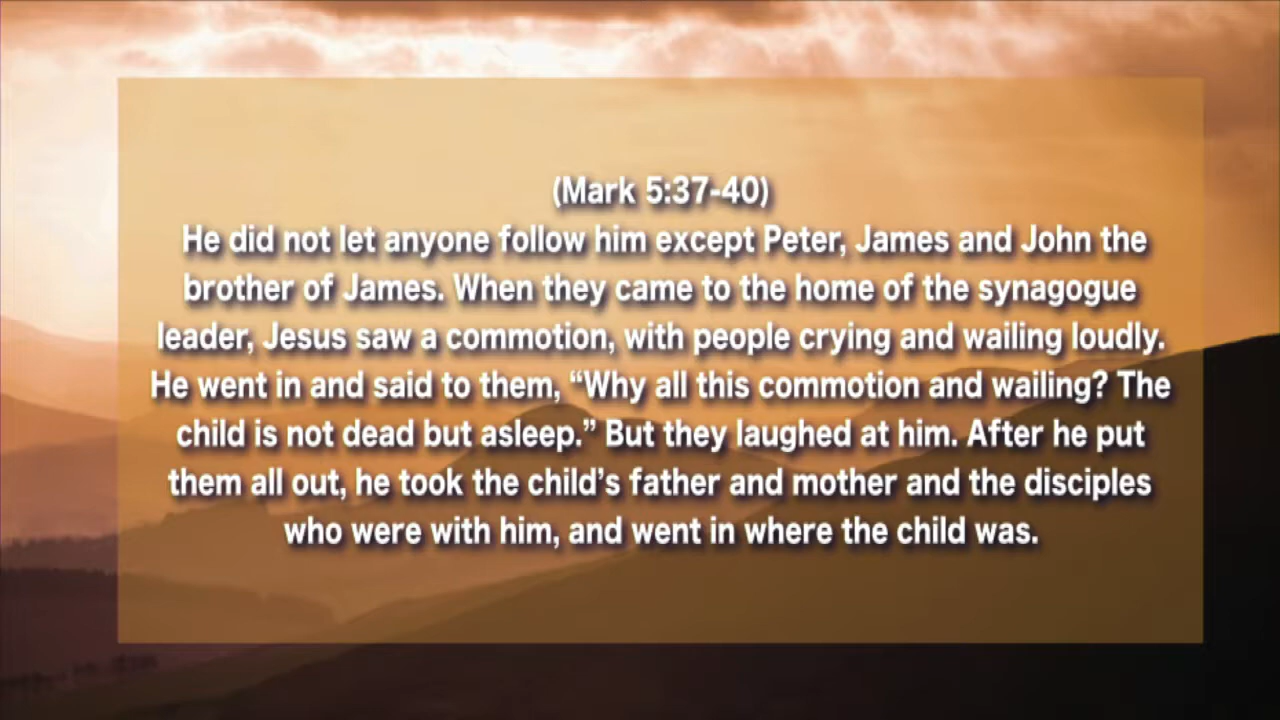 (Mark 5:37-40)
He did not let anyone follow him except Peter, James and John the
brother of James. When they came to the home of the synagogue
leader, Jesus saw a commotion, with people crying and wailing loudly.
He went in and said to them, “Why all this commotion and wailing? The
child is not dead but asleep.” But they laughed at him. After he put
them all out, he took the child’s father and mother and the disciples
who were with him, and went in where the child was.